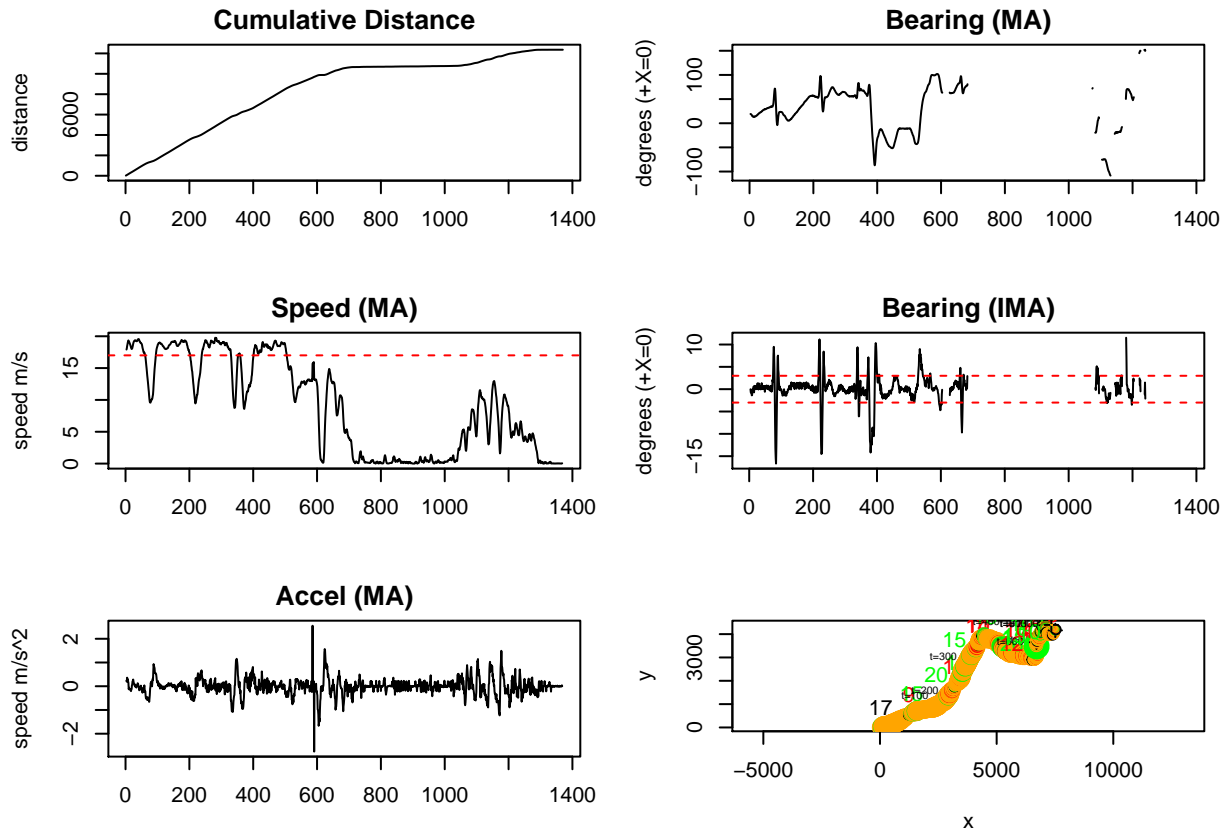 Cumulative Distance
distance
0
6000
0 200 400 600 800 1000 1400
Bearing (MA)
degrees (+X=0)
−100
0
100
0 200 400 600 800 1000 1400
Speed (MA)
speed m/s
0
5
15
0 200 400 600 800 1000 1400
Bearing (IMA)
degrees (+X=0)
−15
0
10
0 200 400 600 800 1000 1400
Accel (MA)
speed m/s^2
−2
0
2
0 200 400 600 800 1000 1400
y
0
3000
17
t=200
20
t=300
15
−5000 0 5000 10000
x